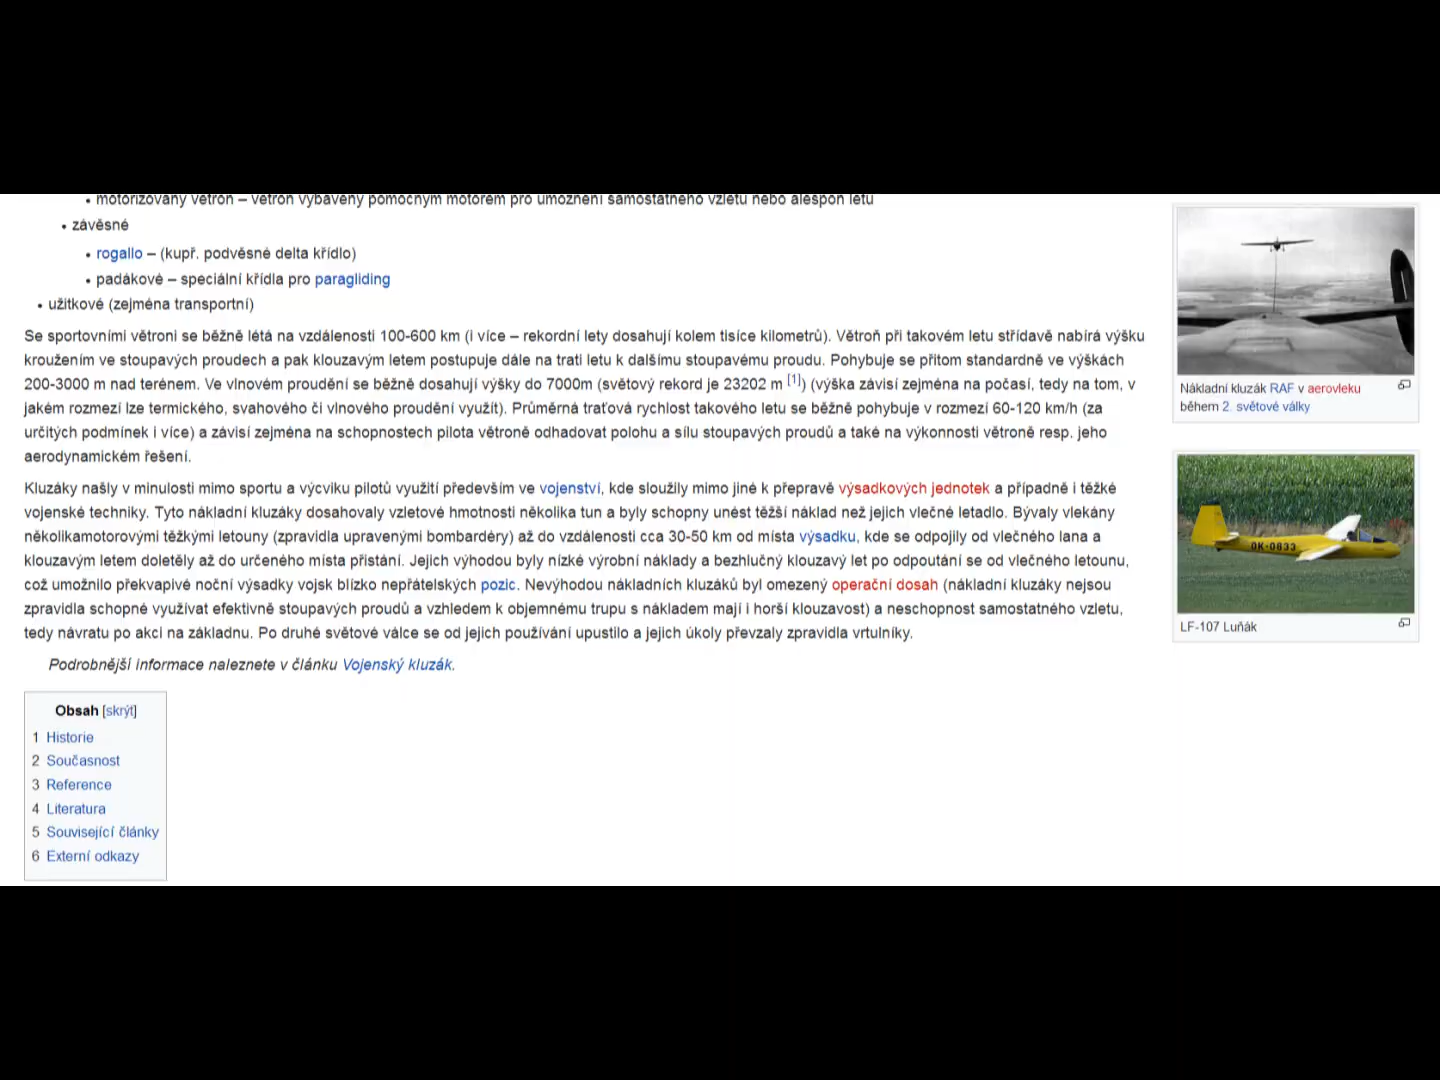 • motorizovaný větroň – větroň vybavený pomocným motorem pro umožnění samostatného vzletu nebo alespoň letu
• závěsné
• rogallo – (kupř. podvěsné delta křídlo)
• padákové – speciální křídla pro paragliding
• užitkové (zejména transportní)
Se sportovními větroni se běžně létá na vzdálenosti 100-600 km (i více – rekordní lety dosahují kolem tisíce kilometrů). Větroň při takovém letu střídavě nabírá výšku
kroužením ve stoupavých proudech a pak klouzavým letem postupuje dále na trati letu k dalšímu stoupavému proudu. Pohybuje se přitom standardně ve výškách
200-3000 m nad terénem. Ve vlnovém proudění se běžně dosahují výšky do 7000m (světový rekord je 23202 m [1]) (výška závisí zejména na počasí, tedy na tom, v
jakém rozmezí lze termického, svahového či vlnového proudění využít). Průměrná traťová rychlost takového letu se běžně pohybuje v rozmezí 60-120 km/h (za
určitých podmínek i více) a závisí zejména na schopnostech pilota větroně odhadovat polohu a sílu stoupavých proudů a také na výkonnosti větroně resp. jeho
aerodynamickém řešení.
Kluzáky našly v minulosti mimo sportu a výcviku pilotů využití především ve vojenství, kde sloužily mimo jiné k přepravě výsadkových jednotek a případně i těžké
vojenské techniky. Tyto nákladní kluzáky dosahovaly vzletové hmotnosti několika tun a byly schopny unést těžší náklad než jejich vlečné letadlo. Bývaly vlekány
několikamotorovými těžkými letouny (zpravidla upravenými bombardéry) až do vzdálenosti cca 30-50 km od místa výsadku, kde se odpojily od vlečného lana a
klouzavým letem doletěly až do určeného místa přistání. Jejich výhodou byly nízké výrobní náklady a bezhlučný klouzavý let po odpoutání se od vlečného letounu,
což umožnilo překvapivé noční výsadky vojsk blízko nepřátelských pozic. Nevýhodou nákladních kluzáků byl omezený operační dosah (nákladní kluzáky nejsou
zpravidla schopné využívat efektivně stoupavých proudů a vzhledem k objemnému trupu s nákladem mají i horší klouzavost) a neschopnost samostatného vzletu,
tedy návratu po akci na základnu. Po druhé světové válce se od jejich používání upustilo a jejich úkoly převzaly zpravidla vrtulníky.
Podrobnější informace naleznete v článku Vojenský kluzák.
Obsah [skrýt]
1 Historie
2 Současnost
3 Reference
4 Literatura
5 Související články
6 Externí odkazy
Nákladní kluzák RAF v aerovleku
během 2. světové války
OK-0833
LF-107 Luňák